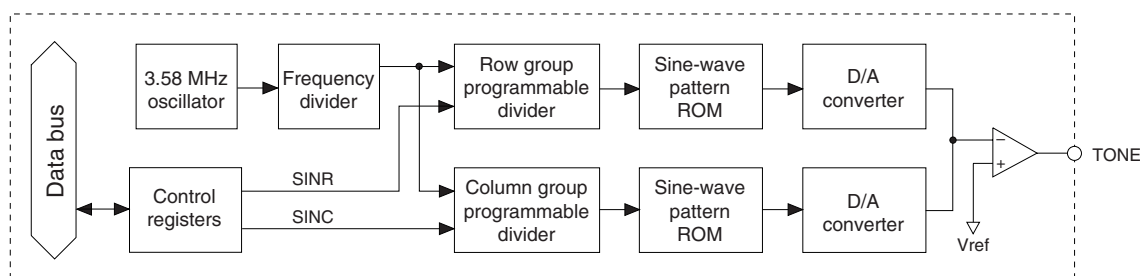 Data bus
3.58 MHz
oscillator
Frequency
divider
Row group
programmable
divider
Sine-wave
pattern
ROM
D/A
converter
−
+
TONE
Vref
Control
registers
SINR
SINC
Column group
programmable
divider
Sine-wave
pattern
ROM
D/A
converter